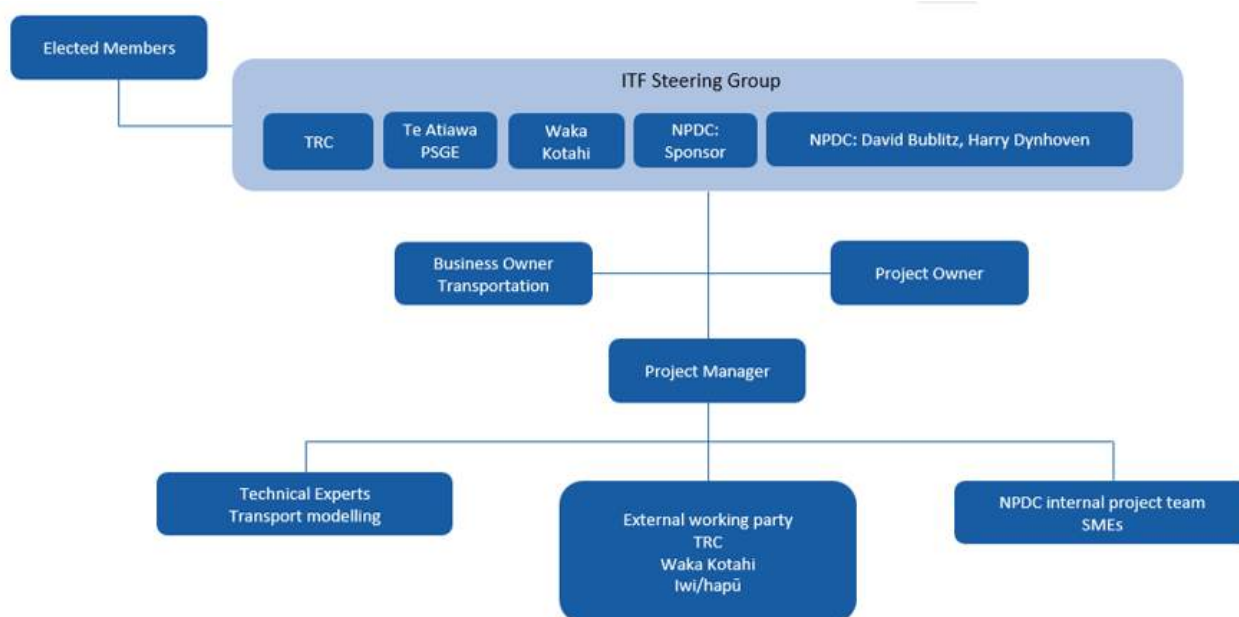 Elected Members
ITF Steering Group
TRC
Te Atiawa
PSGE
Waka
Kotahi
NPDC:
Sponsor
NPDC: David Bublitz, Harry Dynhoven
Business Owner
Transportation
Project Owner
Project Manager
Technical Experts
Transport modelling
External working party
TRC
Waka Kotahi
Iwi/hapū
NPDC internal project team
SMEs